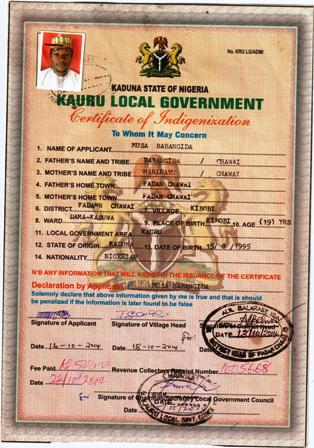 No. KRU LG/ADM/
KADUNA STATE OF NIGERIA
KAURU LOCAL GOVERNMENT
Certificate of Indigenization
To Whom It May Concern
1. NAME OF APPLICANT MUSA BABANGIDA
2. FATHER'S NAME AND TRIBE BABANGIDA / CHAWAI
3. MOTHER'S NAME AND TRIBE HARIRATU / CHAWAI
4. FATHER'S HOME TOWN FADAN CHAWAI
5. MOTHER'S HOME TOWN FADAN CHAWAI
6. DISTRICT FADAMN CHAWAI 7. VILLAGE KIBOBI
8. WARD DAMA-KASUWA 9. PLACE OF BIRTH KIBOBI 10. AGE (19) YRS
11. LOCAL GOVERNMENT AREA KAURU
12. STATE OF ORIGIN KADUNA 13. DATE OF BIRTH 15/8/1995
14. NATIONALITY NIGERIAN
N'B ANY INFORMATION THAT WILL ASSIST IN THE ISSUANCE OF THE CERTIFICATE
Declaration by Applicant MUSA BABANGIDA
Solemnly declare that above information given by me is true and that is should
be penalized if the information is later found to be false
Signature of Applicant Signature of Village Head
Date 16-10-2014 Date 18-10-2014
Fee Paid Revenue Collectors Receipt Number
Date 22/10/2014
Signature of Local Government Council
Date